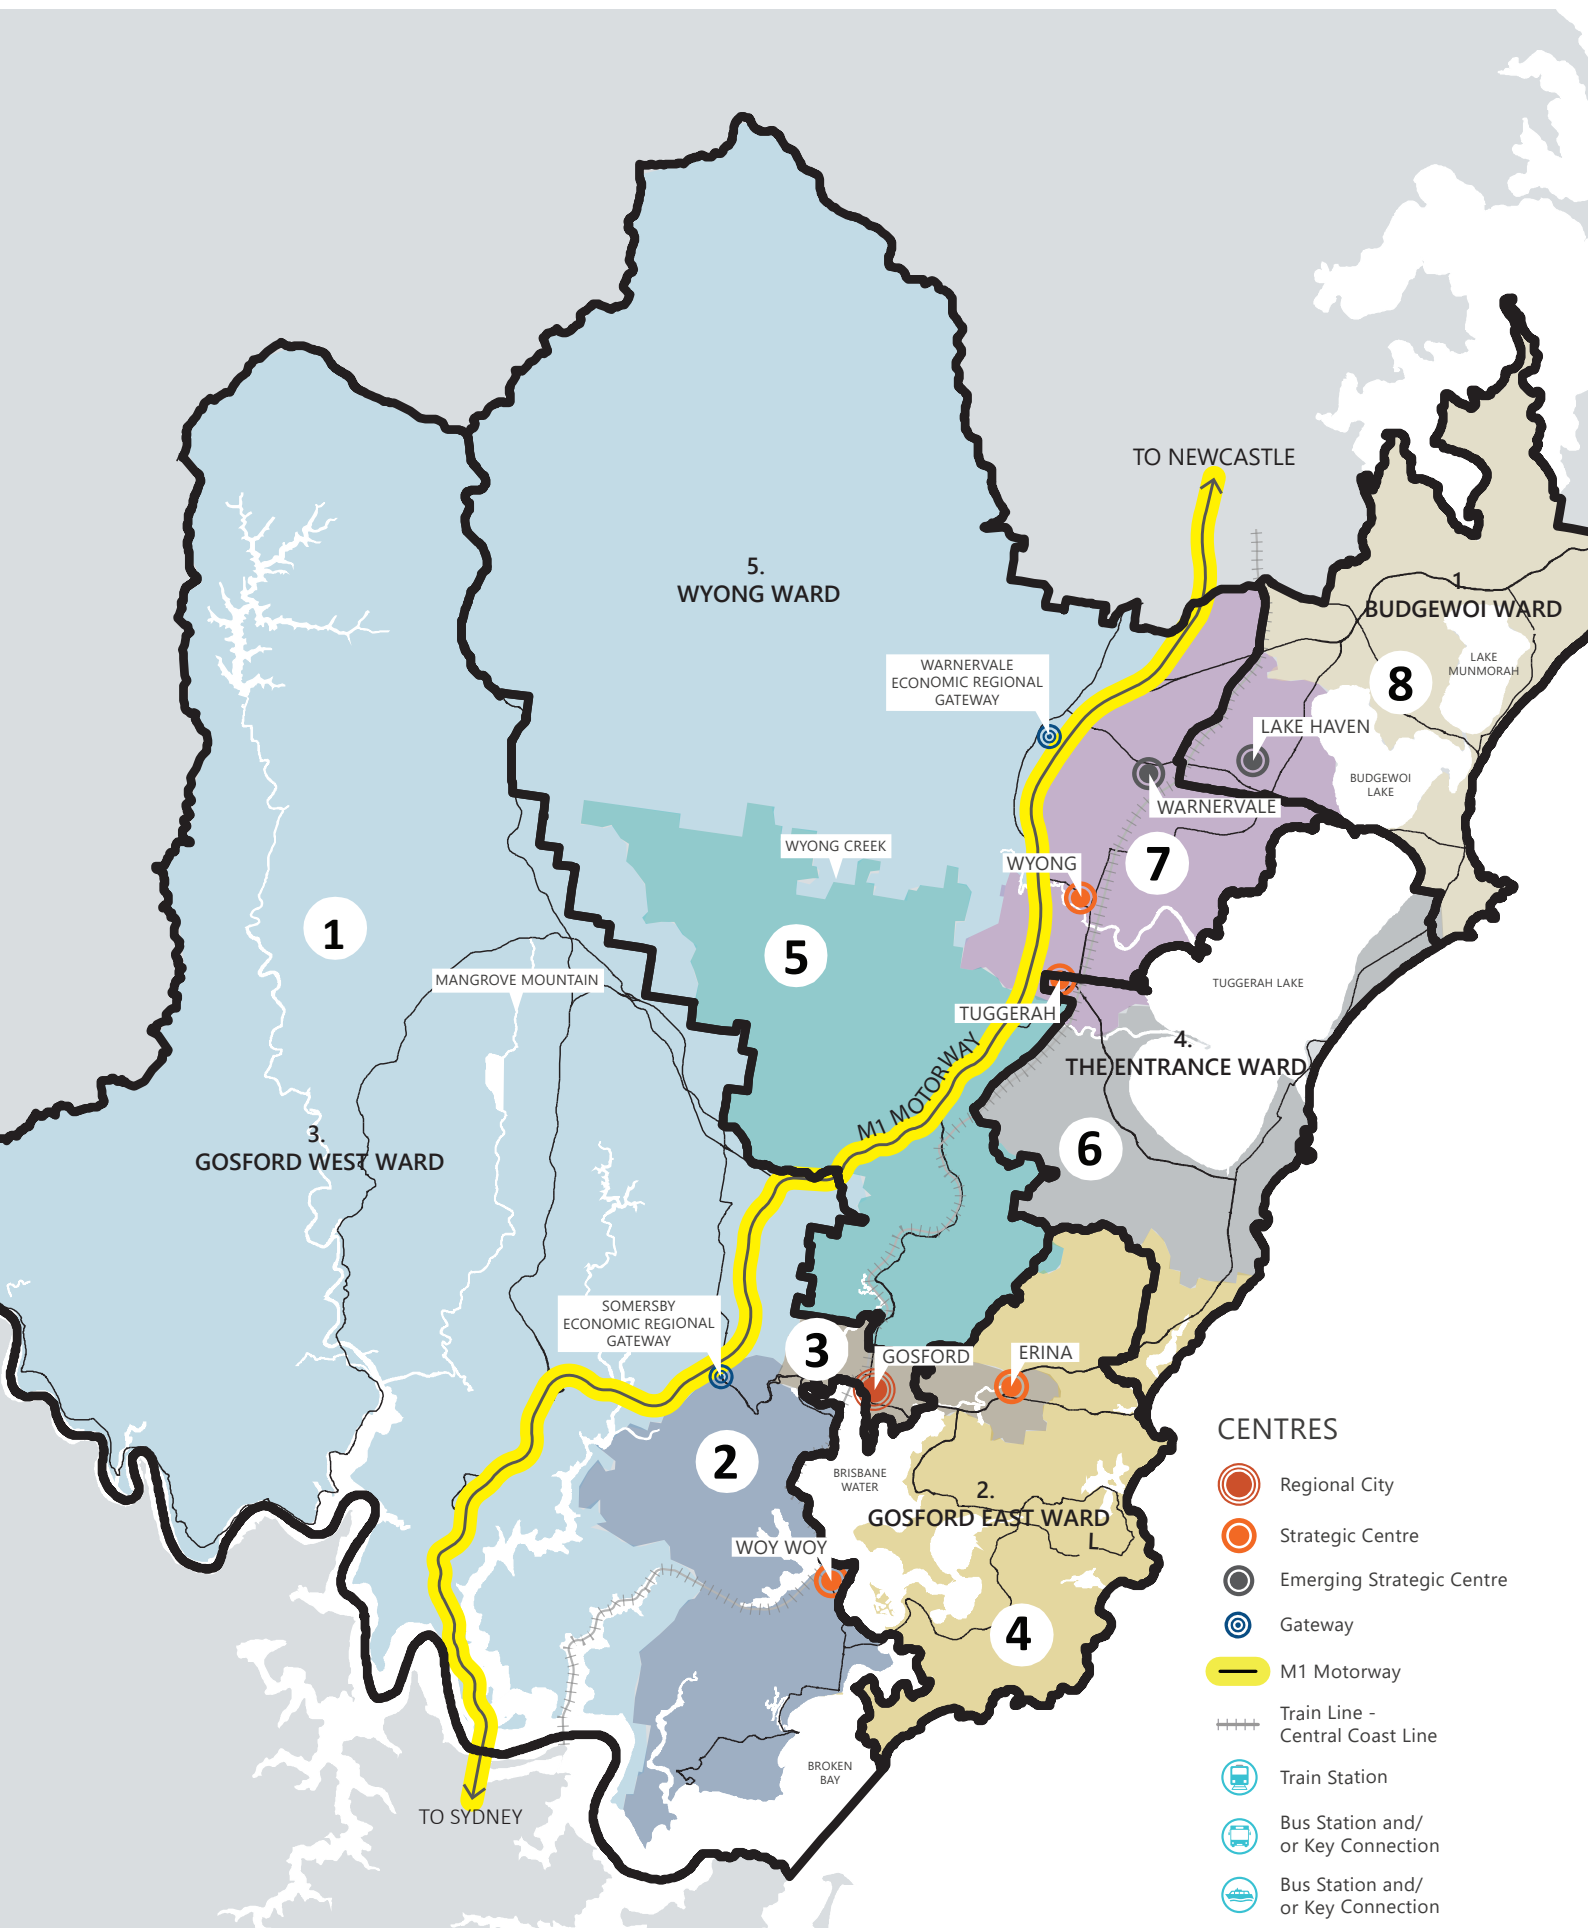 TO NEWCASTLE
5.
WYONG WARD
1.
BUDGEWOI WARD
LAKE
MUNMORAH
8
WARNERVALE
ECONOMIC REGIONAL
GATEWAY
LAKE HAVEN
BUDGEWOI
LAKE
WARNERVALE
WYONG CREEK
WYONG
7
1
5
MANGROVE MOUNTAIN
TUGGERAH LAKE
TUGGERAH
4.
THE ENTRANCE WARD
M1 MOTORWAY
3.
GOSFORD WEST WARD
6
SOMERSBY
ECONOMIC REGIONAL
GATEWAY
3
GOSFORD
ERINA
2
BRISBANE
WATER
2.
GOSFORD EAST WARD
L
WOY WOY
4
BROKEN
BAY
TO SYDNEY
CENTRES
Regional City
Strategic Centre
Emerging Strategic Centre
Gateway
M1 Motorway
Train Line -
Central Coast Line
Train Station
Bus Station and/
or Key Connection
Bus Station and/
or Key Connection